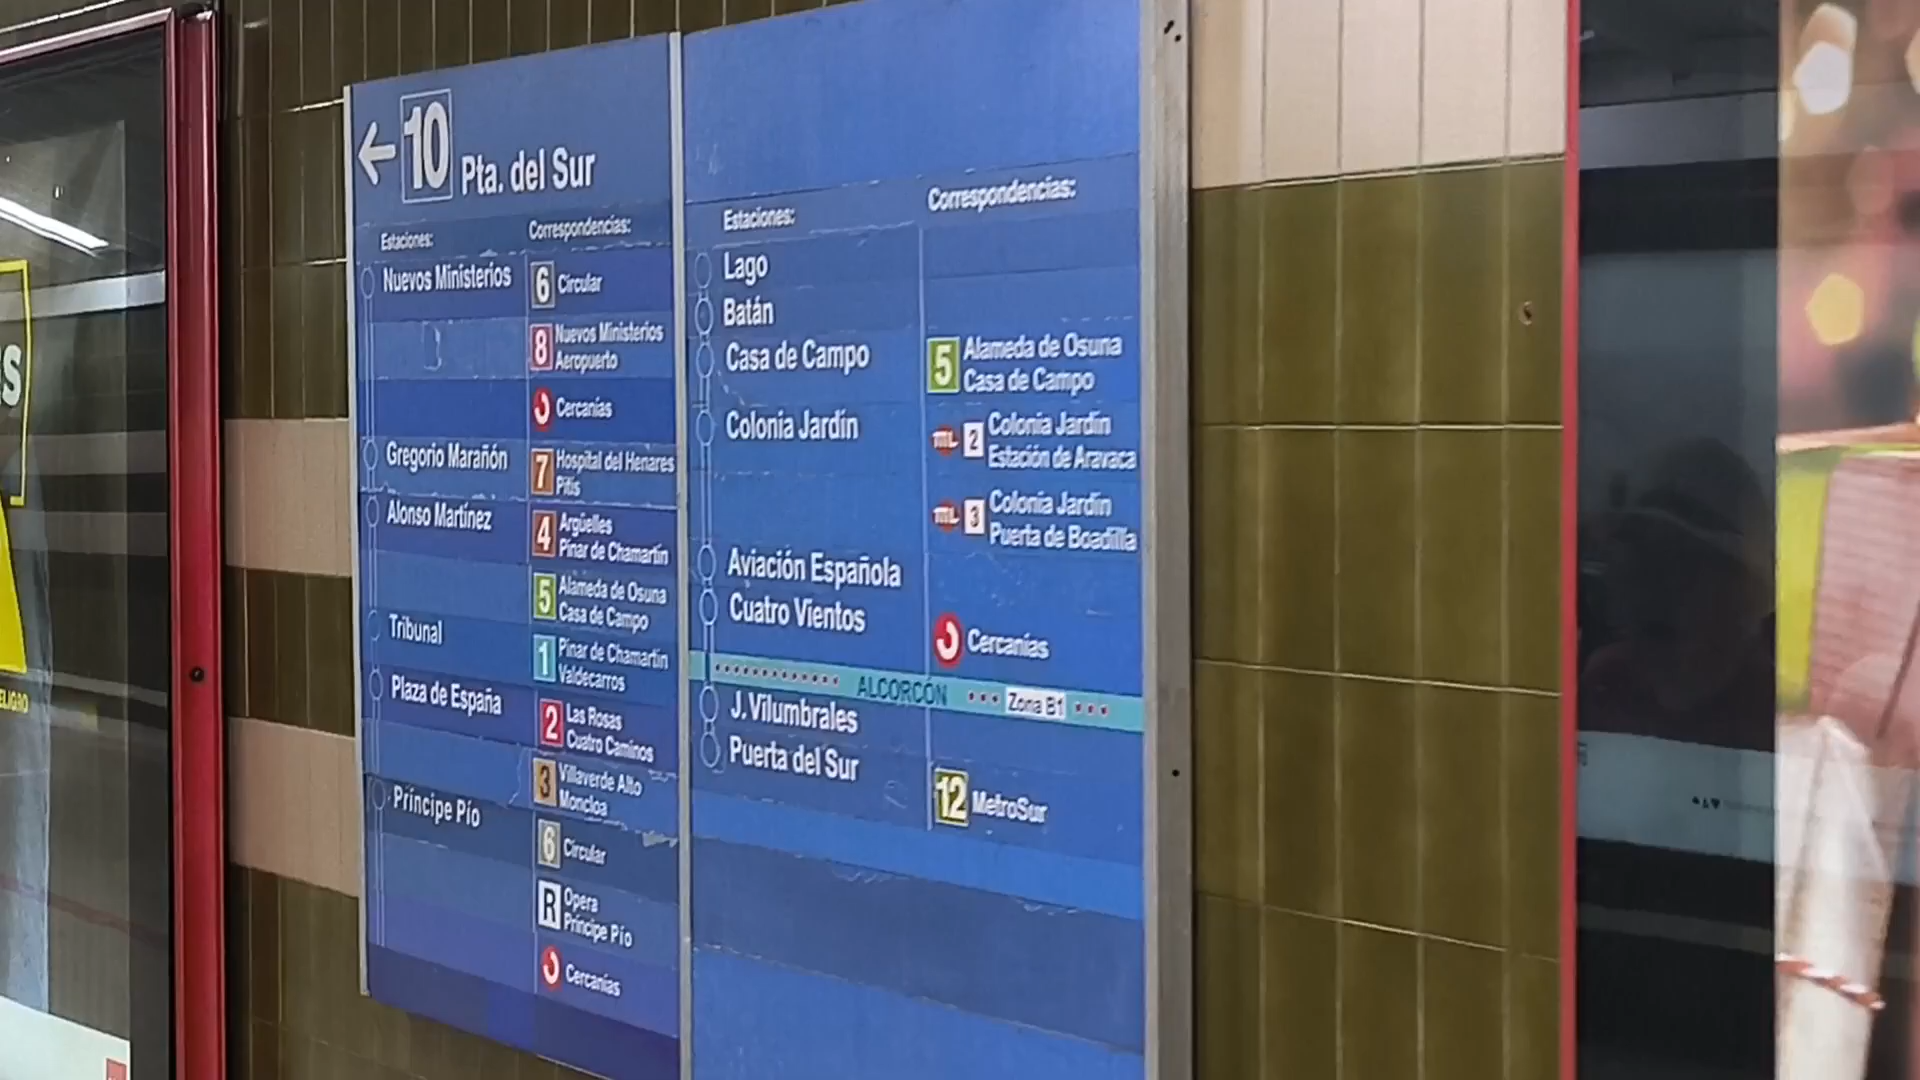 10 Pta. del Sur
Estaciones: Correspondencias:
Nuevos Ministerios
6 Circular
8 Nuevos Ministerios
Aeropuerto
Cercanías
Gregorio Marañón
7 Hospital del Henares
Pitis
Alonso Martínez
4 Argüelles
Pinar de Chamartín
5 Alameda de Osuna
Casa de Campo
Tribunal
1 Pinar de Chamartín
Valdecarros
Plaza de España
2 Las Rosas
Cuatro Caminos
3 Villaverde Alto
Moncloa
Príncipe Pío
6 Circular
R Opera
Príncipe Pío
Cercanías
Estaciones: Correspondencias:
Lago
Batán
Casa de Campo
5 Alameda de Osuna
Casa de Campo
Colonia Jardín
ML 2 Colonia Jardín
Estación de Aravaca
ML 3 Colonia Jardín
Puerta de Boadilla
Aviación Española
Cuatro Vientos
Cercanías
ALCORCÓN Zona B1
J.Vilumbrales
Puerta del Sur
12 MetroSur